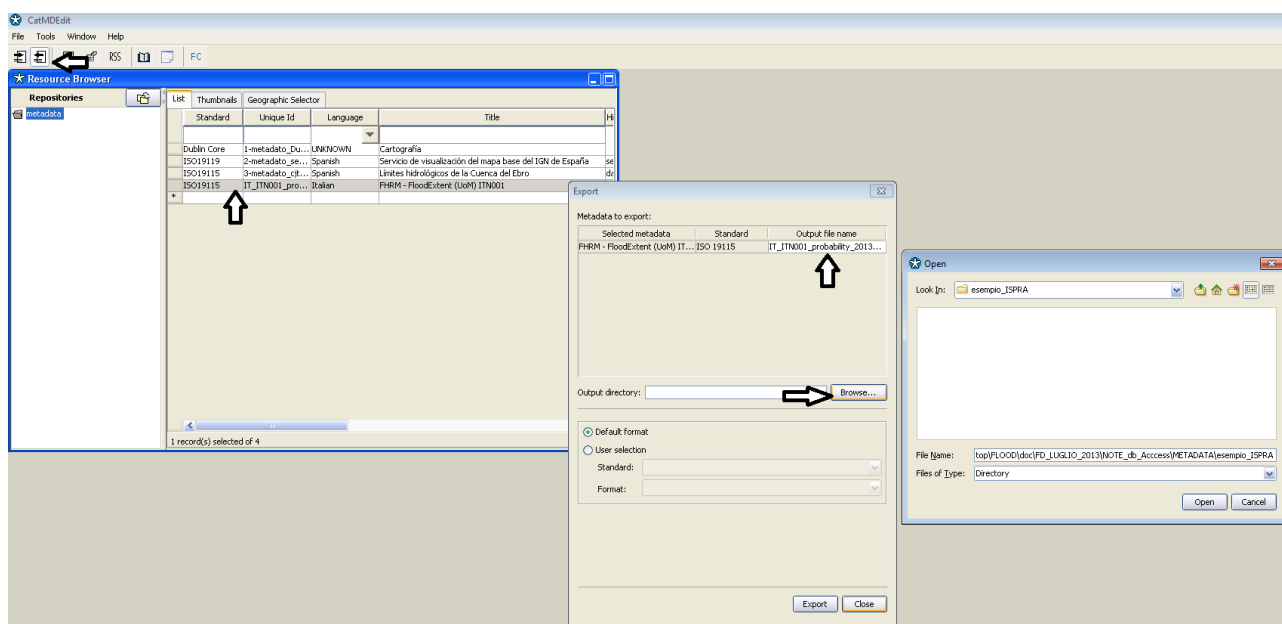 CatMDEdit
File Tools Window Help
RSS FC
Resource Browser
Repositories
metadata
List Thumbnails Geographic Selector
Standard Unique Id Language Title Hi
Dublin Core 1-metadato_Du... UNKNOWN Cartografía
ISO19119 2-metadato_se... Spanish Servicio de visualización del mapa base del IGN de España se
ISO19115 3-metadato_cjt... Spanish Límites hidrológicos de la Cuenca del Ebro da
ISO19115 IT_ITN001_pro... Italian FHRM - FloodExtent (UoM) ITN001
*
1 record(s) selected of 4
Export
Metadata to export:
Selected metadata Standard Output file name
FHRM - FloodExtent (UoM) IT... ISO 19115 IT_ITN001_probability_2013...
Output directory: Browse...
Default format
User selection
Standard:
Format:
Export Close
Open
Look In: esempio_ISPRA
File Name: top\FLOOD\doc\FD_LUGLIO_2013\NOTE_db_Acccess\METADATA\esempio_ISPRA
Files of Type: Directory
Open Cancel